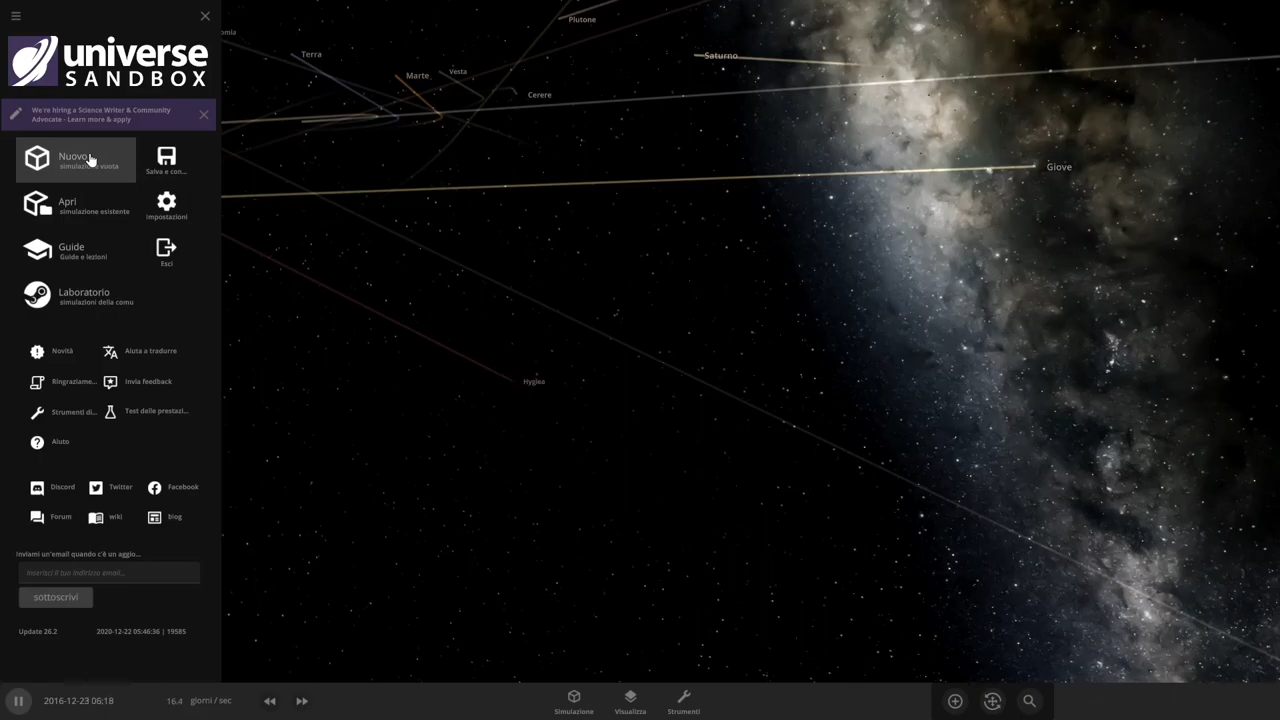 universe
SANDBOX
We're hiring a Science Writer & Community
Advocate - Learn more & apply
Nuovo
Salva e con...
Apri
simulazione esistente
impostazioni
Guide
Guide e lezioni
Esci
Laboratorio
simulazioni della comu
Novità
Aiuta a tradurre
Ringraziame...
Invia feedback
Strumenti di...
Test delle prestazi...
Aiuto
Discord
Twitter
Facebook
Forum
wiki
blog
Inviami un'email quando c'è un aggio...
Inserisci il tuo indirizzo email...
sottoscrivi
Update 26.2
2020-12-22 05:46:36 | 19585
Plutone
Terra
Marte
Vesta
Cerere
Saturno
Giove
Hygiea
2016-12-23 06:18
16.4 giorni / sec
Simulazione
Visualizza
Strumenti